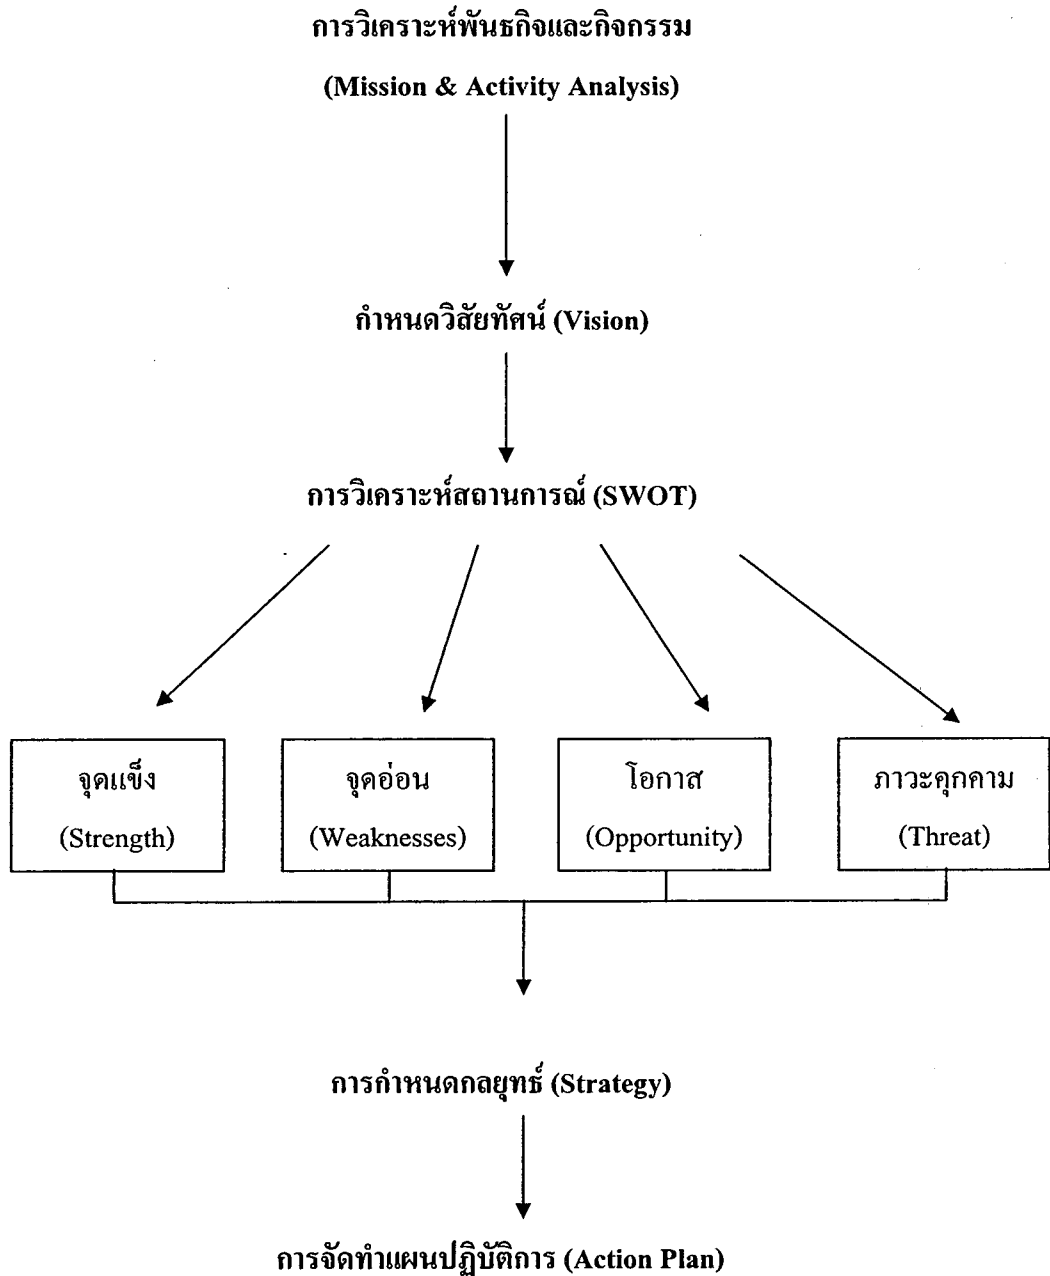 การวิเคราะห์พันธกิจและกิจกรรม
(Mission & Activity Analysis)
กำหนดวิสัยทัศน์ (Vision)
การวิเคราะห์สถานการณ์ (SWOT)
จุดแข็ง
(Strength)
จุดอ่อน
(Weaknesses)
โอกาส
(Opportunity)
ภาวะคุกคาม
(Threat)
การกำหนดกลยุทธ์ (Strategy)
การจัดทำแผนปฏิบัติการ (Action Plan)